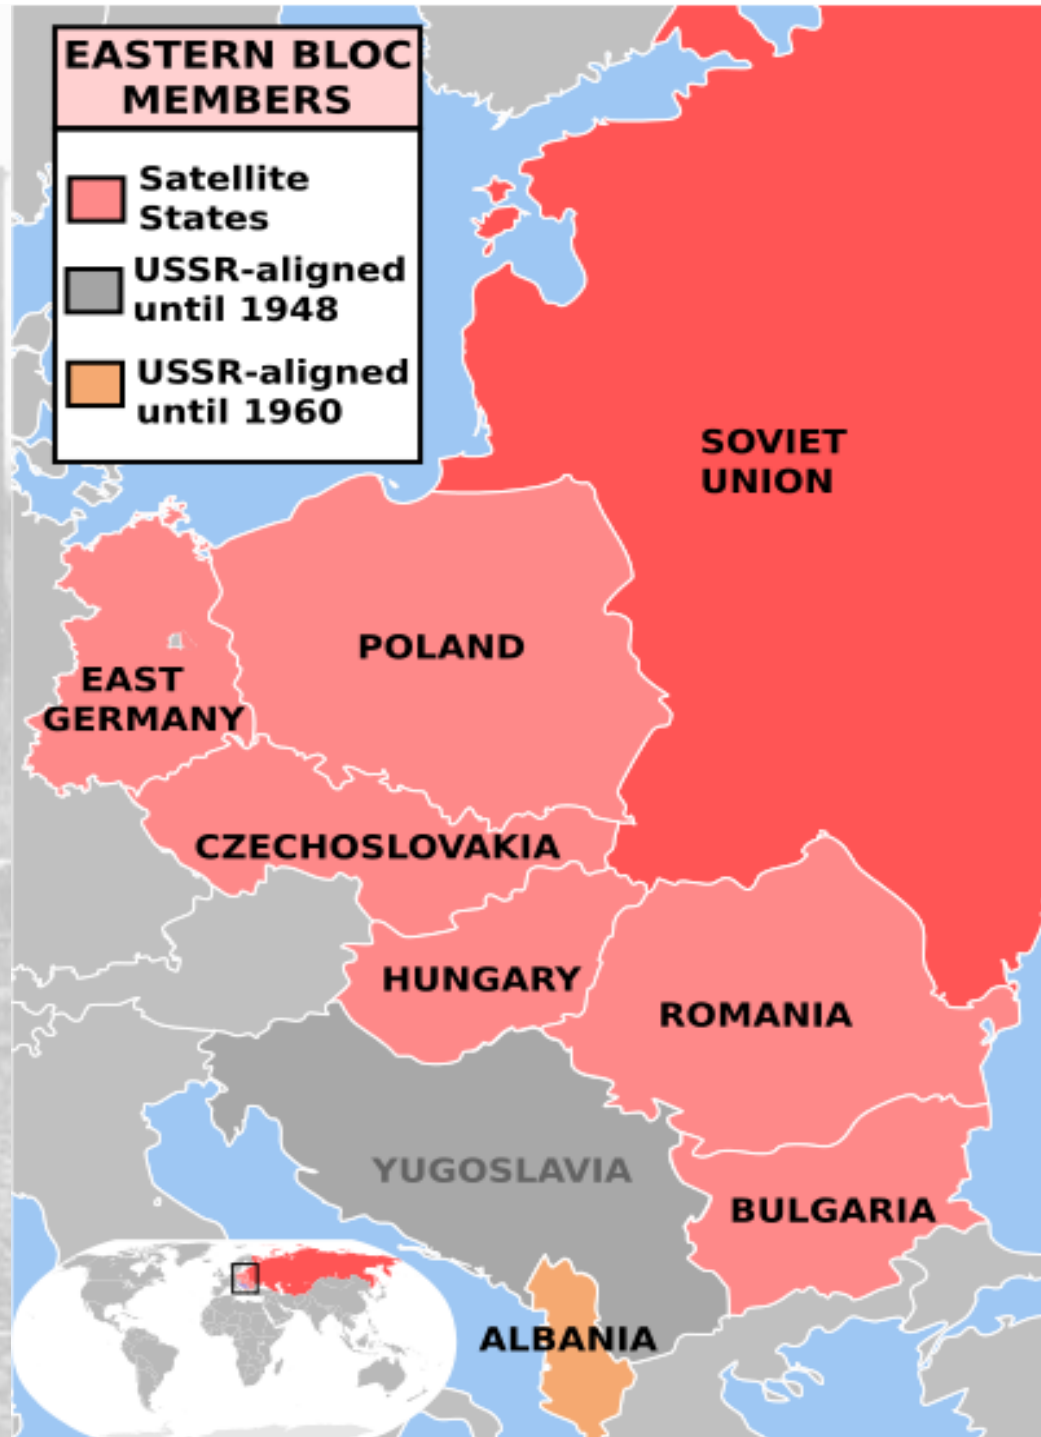 EASTERN BLOC
MEMBERS
Satellite
States
USSR-aligned
until 1948
USSR-aligned
until 1960
SOVIET
UNION
POLAND
EAST
GERMANY
CZECHOSLOVAKIA
HUNGARY
ROMANIA
YUGOSLAVIA
BULGARIA
ALBANIA